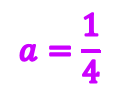 a = 1/4